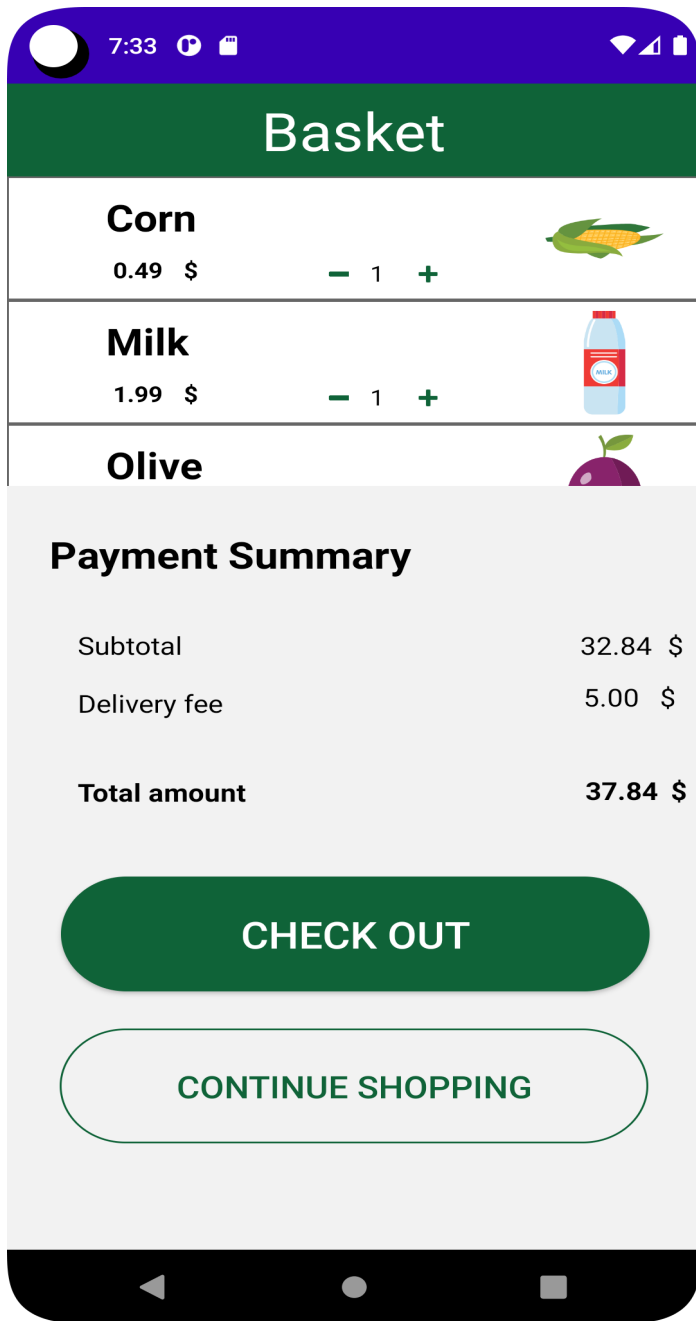 7:33
Basket
Corn
0.49 $
1
Milk
1.99 $
1
MILK
Olive
Payment Summary
Subtotal 32.84 $
Delivery fee 5.00 $
Total amount 37.84 $
CHECK OUT
CONTINUE SHOPPING